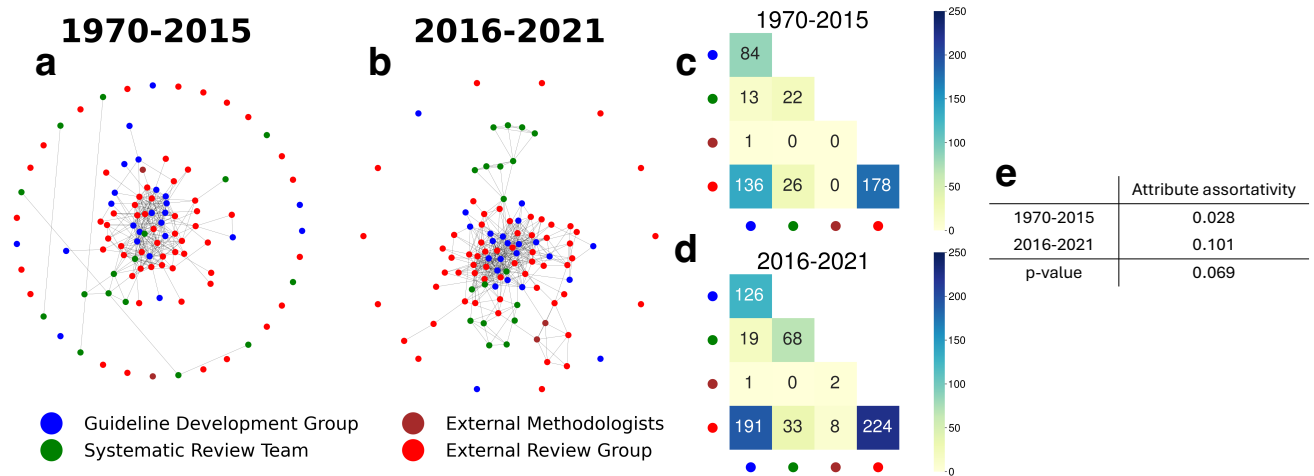 1970-2015
2016-2021
a
b
Guideline Development Group
Systematic Review Team
External Methodologists
External Review Group
c
1970-2015
84
13 22
1 0 0
136 26 0 178
250
200
150
100
50
0
d
2016-2021
126
19 68
1 0 2
191 33 8 224
250
200
150
100
50
0
e
Attribute assortativity
1970-2015 0.028
2016-2021 0.101
p-value 0.069